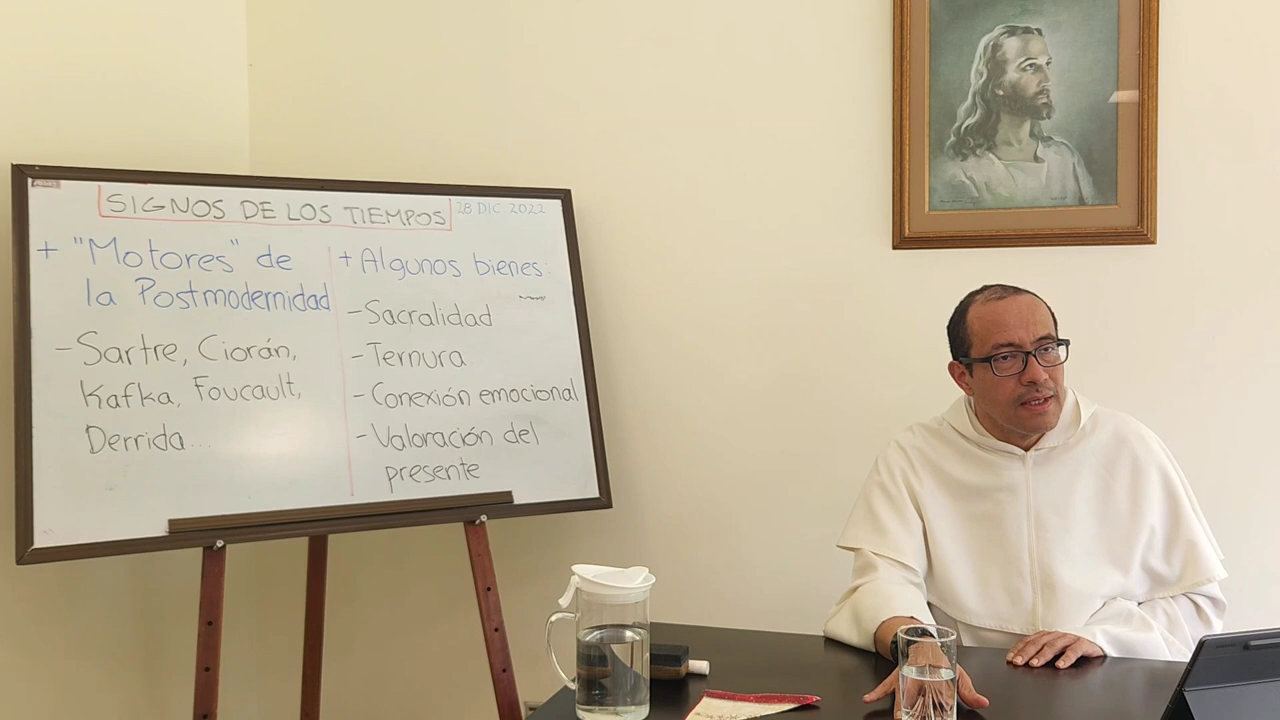 SIGNOS DE LOS TIEMPOS
28 DIC. 2022
+ "Motores" de
la Postmodernidad
- Sartre, Ciorán,
Kafka, Foucault,
Derrida...
+ Algunos bienes:
- Sacralidad
- Ternura
- Conexión emocional
- Valoración del
presente